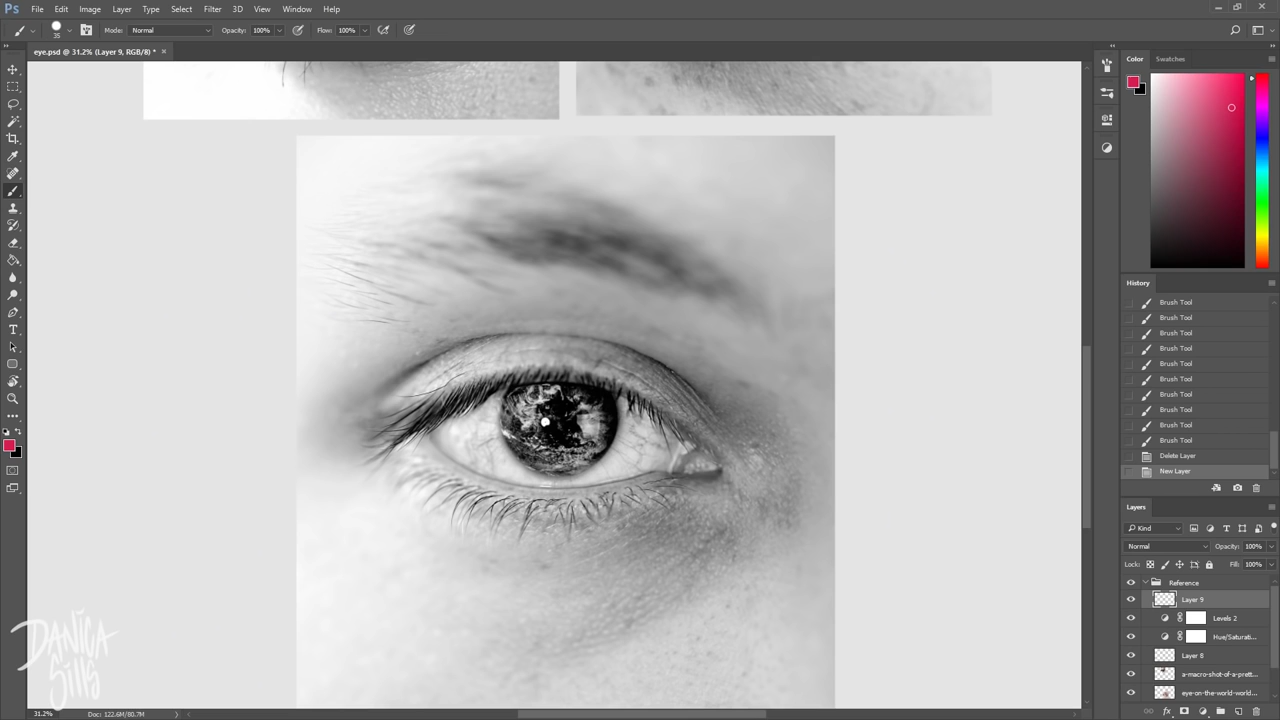 Ps File Edit Image Layer Type Select Filter 3D View Window Help
35 Mode: Normal Opacity: 100% Flow: 100%
eye.psd @ 31.2% (Layer 9, RGB/8) * ×
Color Swatches
History
Brush Tool
Brush Tool
Brush Tool
Brush Tool
Brush Tool
Brush Tool
Brush Tool
Brush Tool
Brush Tool
Brush Tool
Delete Layer
New Layer
Layers
Kind
Normal Opacity: 100%
Lock: Fill: 100%
Reference
Layer 9
Levels 2
Hue/Saturati...
Layer 8
a-macro-shot-of-a-prett...
eye-on-the-world-world...
DANICA
Sills
31.2% Doc: 122.6M/80.7M